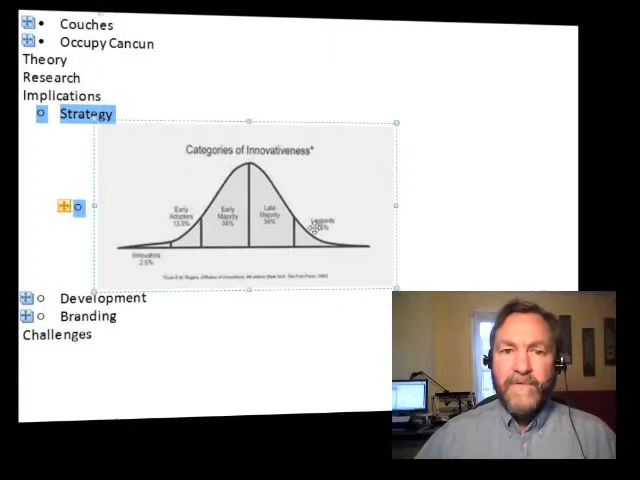 Couches
Occupy Cancun
Theory
Research
Implications
Strategy
Categories of Innovativeness*
Early
Adopters
13.5%
Early
Majority
34%
Late
Majority
34%
Innovators
2.5%
Development
Branding
Challenges